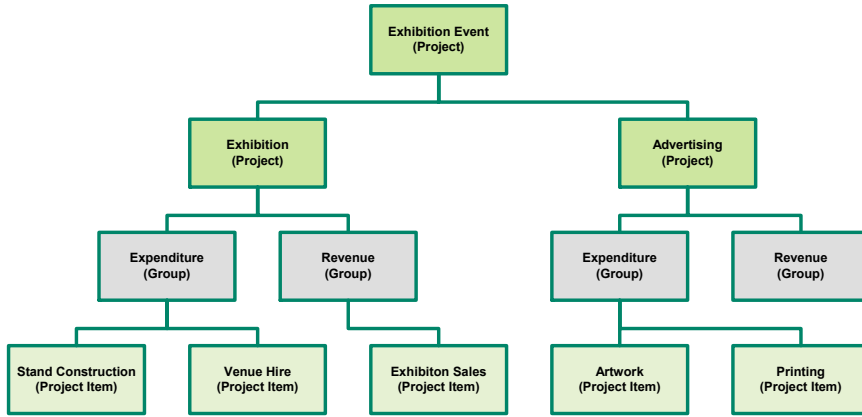 Exhibition Event
(Project)
Exhibition
(Project)
Advertising
(Project)
Expenditure
(Group)
Revenue
(Group)
Expenditure
(Group)
Revenue
(Group)
Stand Construction
(Project Item)
Venue Hire
(Project Item)
Exhibiton Sales
(Project Item)
Artwork
(Project Item)
Printing
(Project Item)